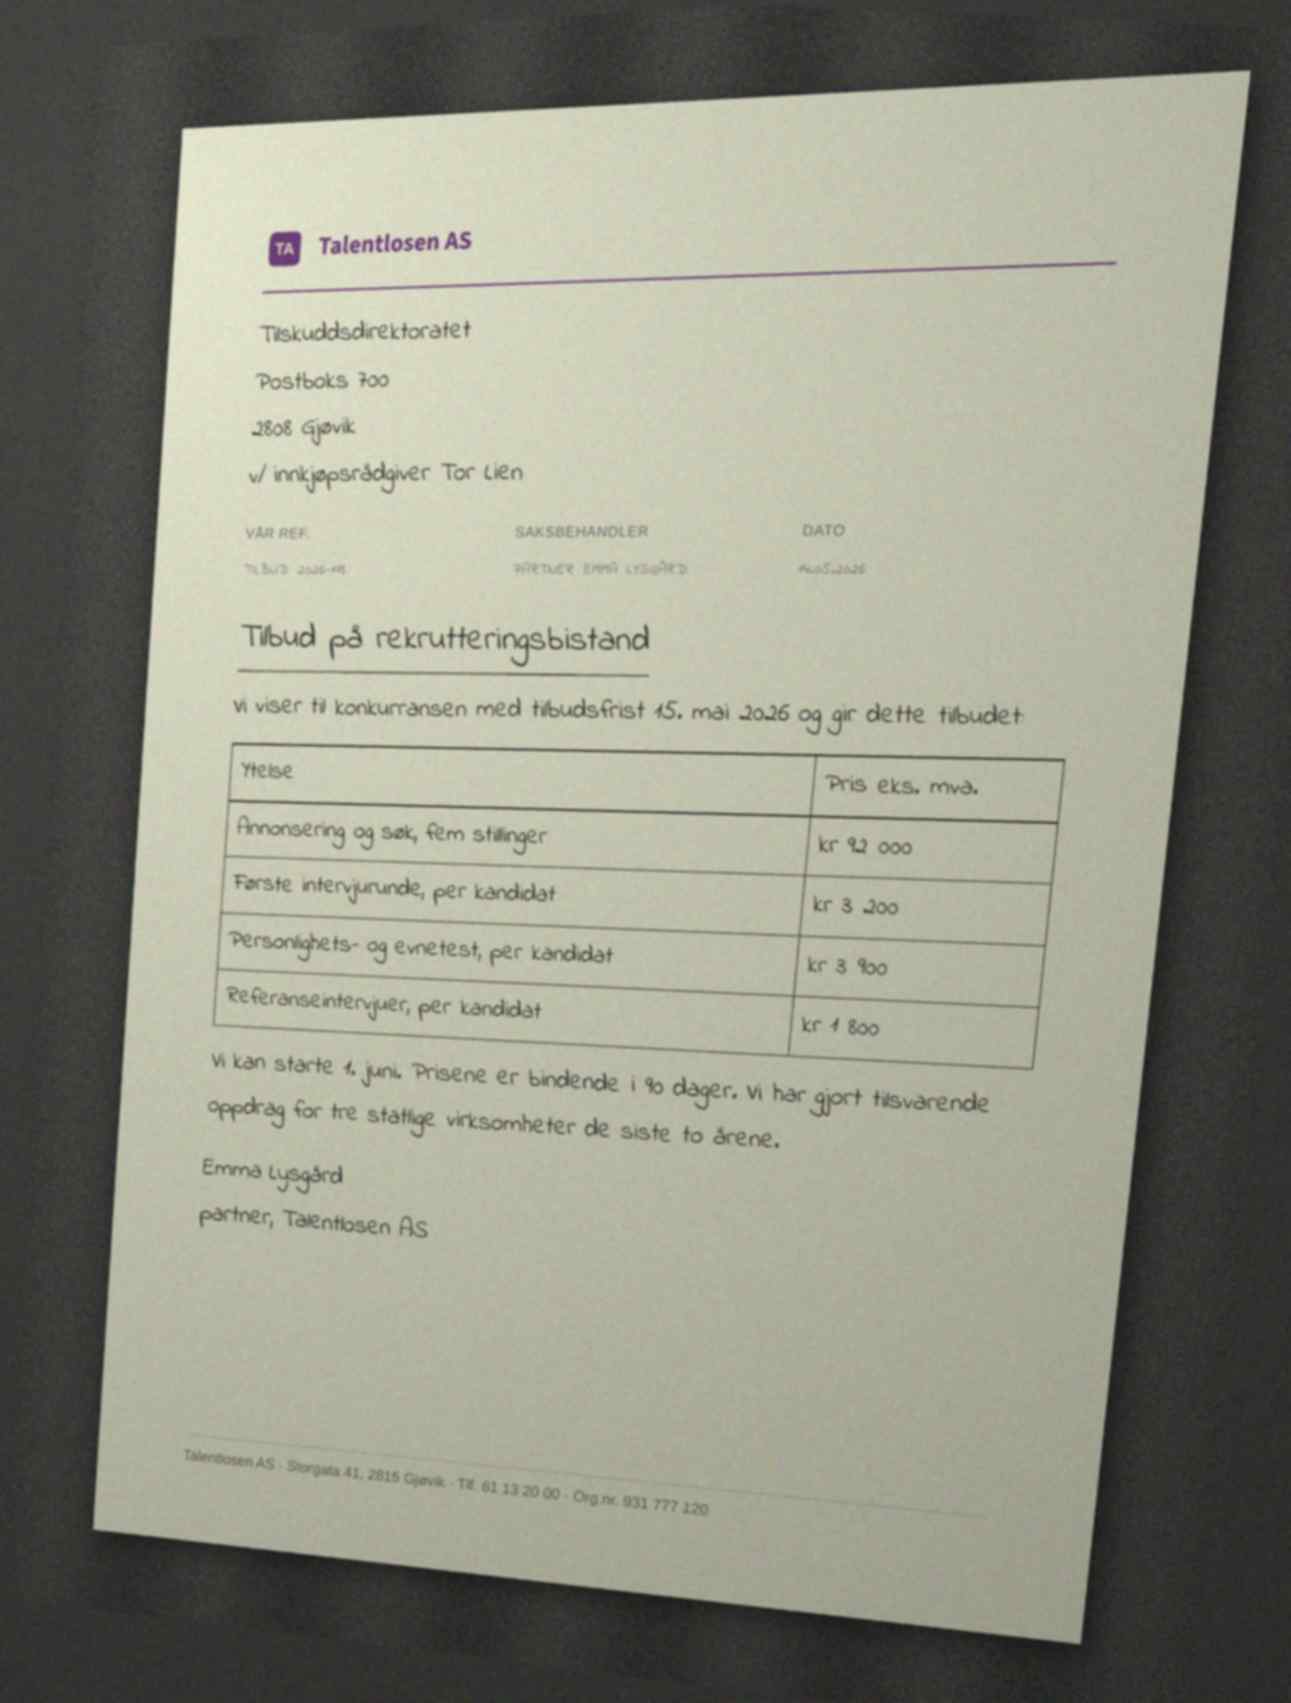 TA Talentlosen AS
Tilskuddsdirektoratet
Postboks 700
2808 Gjøvik
v/ innkjøpsrådgiver Tor Lien
VÅR REF. SAKSBEHANDLER DATO
TILBUD PARTNER EMMA LYSGÅRD
Tilbud på rekrutteringsbistand
Vi viser til konkurransen med tilbudsfrist 15. mai 2026 og gir dette tilbudet:
Ytelse Pris eks. mva.
Annonsering og søk, fem stillinger kr 92 000
Første intervjurunde, per kandidat kr 3 200
Personlighets- og evnetest, per kandidat kr 3 900
Referanseintervjuer, per kandidat kr 1 800
Vi kan starte 1. juni. Prisene er bindende i 90 dager. Vi har gjort tilsvarende
oppdrag for tre statlige virksomheter de siste to årene.
Emma Lysgård
partner, Talentlosen AS
Talentlosen AS · Storgata 41, 2815 Gjøvik · Tlf. 61 13 20 00 · Org.nr. 931 777 120